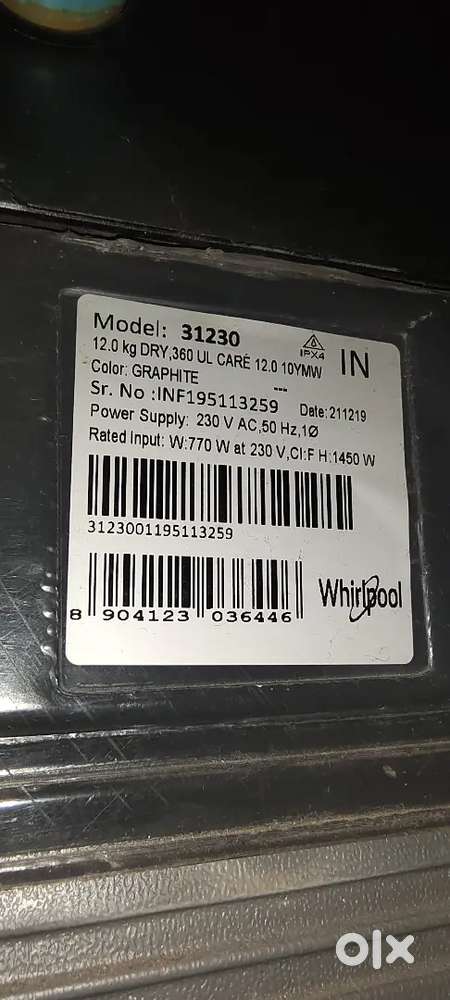 Model: 31230
IPX4
IN
12.0 kg DRY,360 UL CARE 12.0 10YMW
Color: GRAPHITE
--
Sr. No :INF195113259 Date:211219
Power Supply: 230 V AC,50 Hz,1Ø
Rated Input: W:770 W at 230 V,Cl:F H:1450 W
3123001195113259
8 904123 036446
Whirlpool
olx